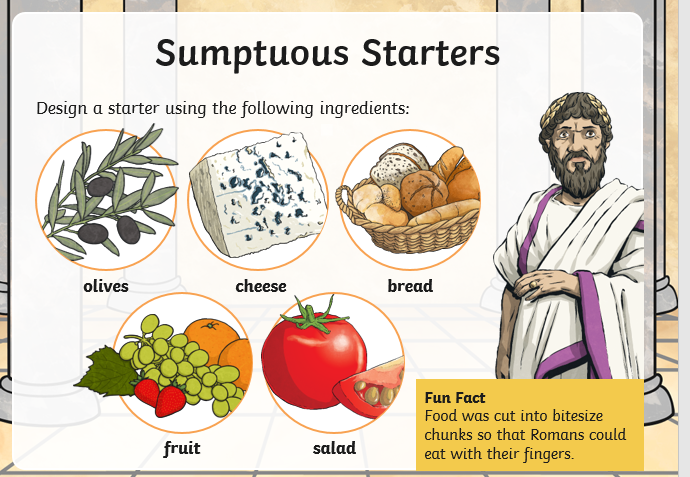 Sumptuous Starters
Design a starter using the following ingredients:
olives
cheese
bread
fruit
salad
Fun Fact
Food was cut into bitesize
chunks so that Romans could
eat with their fingers.